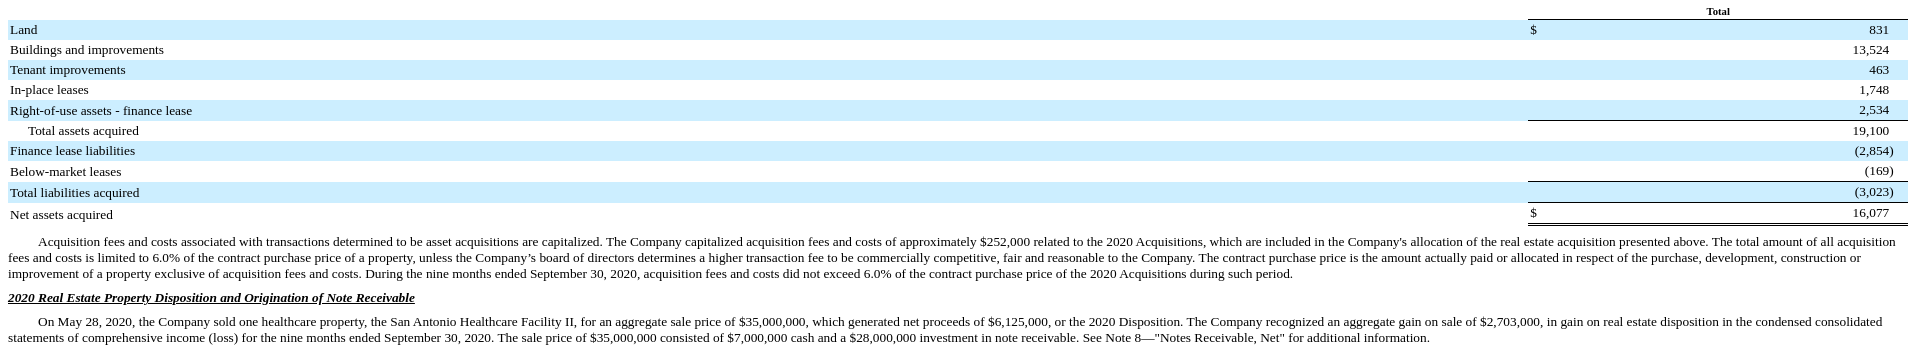 Total
Land $ 831
Buildings and improvements 13,524
Tenant improvements 463
In-place leases 1,748
Right-of-use assets - finance lease 2,534
Total assets acquired 19,100
Finance lease liabilities (2,854)
Below-market leases (169)
Total liabilities acquired (3,023)
Net assets acquired $ 16,077
Acquisition fees and costs associated with transactions determined to be asset acquisitions are capitalized. The Company capitalized acquisition fees and costs of approximately $252,000 related to the 2020 Acquisitions, which are included in the Company's allocation of the real estate acquisition presented above. The total amount of all acquisition
fees and costs is limited to 6.0% of the contract purchase price of a property, unless the Company’s board of directors determines a higher transaction fee to be commercially competitive, fair and reasonable to the Company. The contract purchase price is the amount actually paid or allocated in respect of the purchase, development, construction or
improvement of a property exclusive of acquisition fees and costs. During the nine months ended September 30, 2020, acquisition fees and costs did not exceed 6.0% of the contract purchase price of the 2020 Acquisitions during such period.
2020 Real Estate Property Disposition and Origination of Note Receivable
On May 28, 2020, the Company sold one healthcare property, the San Antonio Healthcare Facility II, for an aggregate sale price of $35,000,000, which generated net proceeds of $6,125,000, or the 2020 Disposition. The Company recognized an aggregate gain on sale of $2,703,000, in gain on real estate disposition in the condensed consolidated
statements of comprehensive income (loss) for the nine months ended September 30, 2020. The sale price of $35,000,000 consisted of $7,000,000 cash and a $28,000,000 investment in note receivable. See Note 8—"Notes Receivable, Net" for additional information.